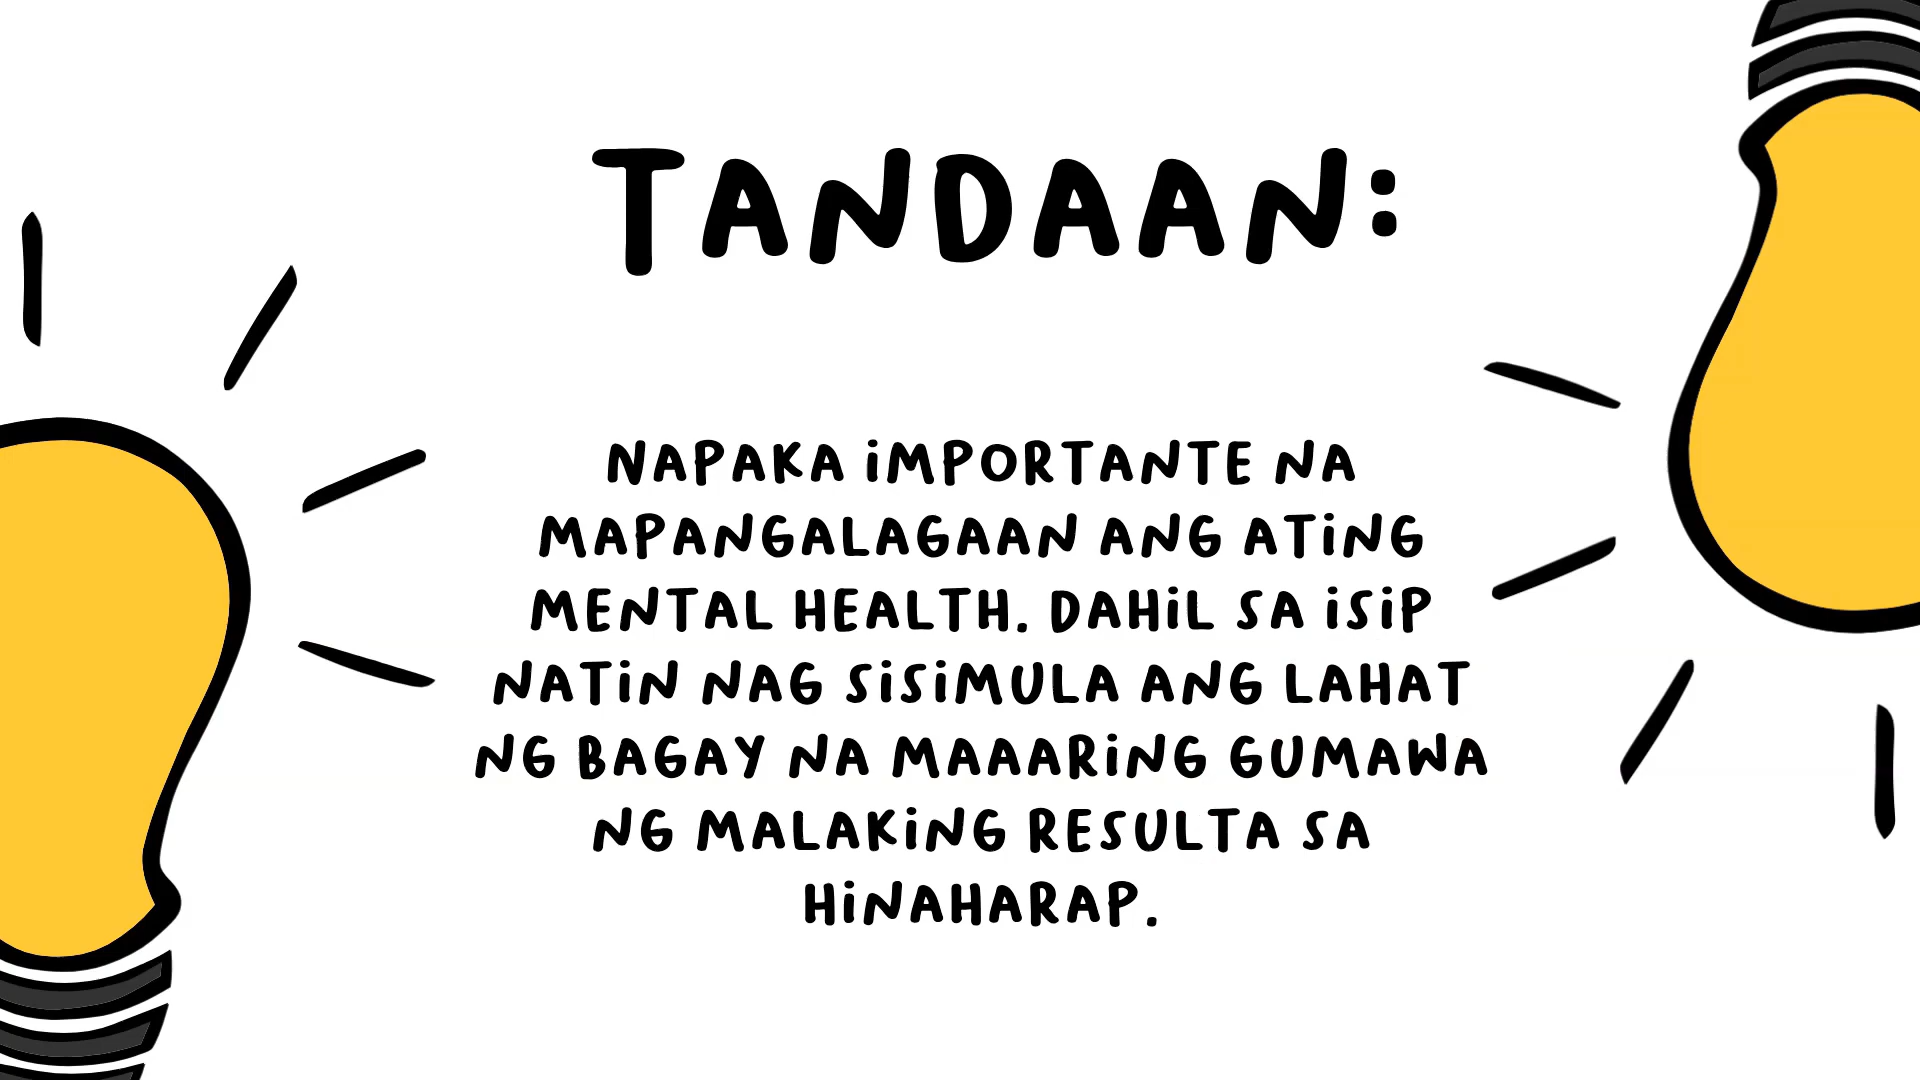 TANDAAN:
NAPAKA iMPORTANTE NA
MAPANGALAGAAN ANG ATiNG
MENTAL HEALTH. DAHiL SA iSiP
NATiN NAG SiSiMULA ANG LAHAT
NG BAGAY NA MAAARiNG GUMAWA
NG MALAKiNG RESULTA SA
HiNAHARAP.